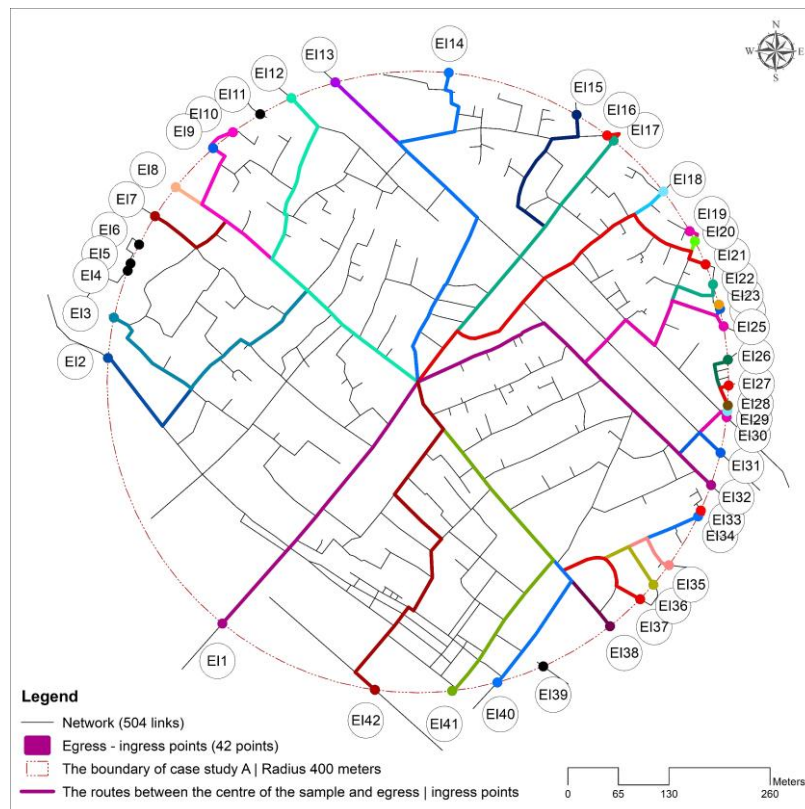 N
W E
S
EI14
EI13
EI12
EI11
EI10
EI9
EI8
EI7
EI6
EI5
EI4
EI3
EI2
EI1
EI15
EI16
EI17
EI18
EI19
EI20
EI21
EI22
EI23
EI25
EI26
EI27
EI28
EI29
EI30
EI31
EI32
EI33
EI34
EI35
EI36
EI37
EI38
EI39
EI40
EI41
EI42
Legend
Network (504 links)
Egress - ingress points (42 points)
The boundary of case study A | Radius 400 meters
The routes between the centre of the sample and egress | ingress points
Meters
0 65 130 260